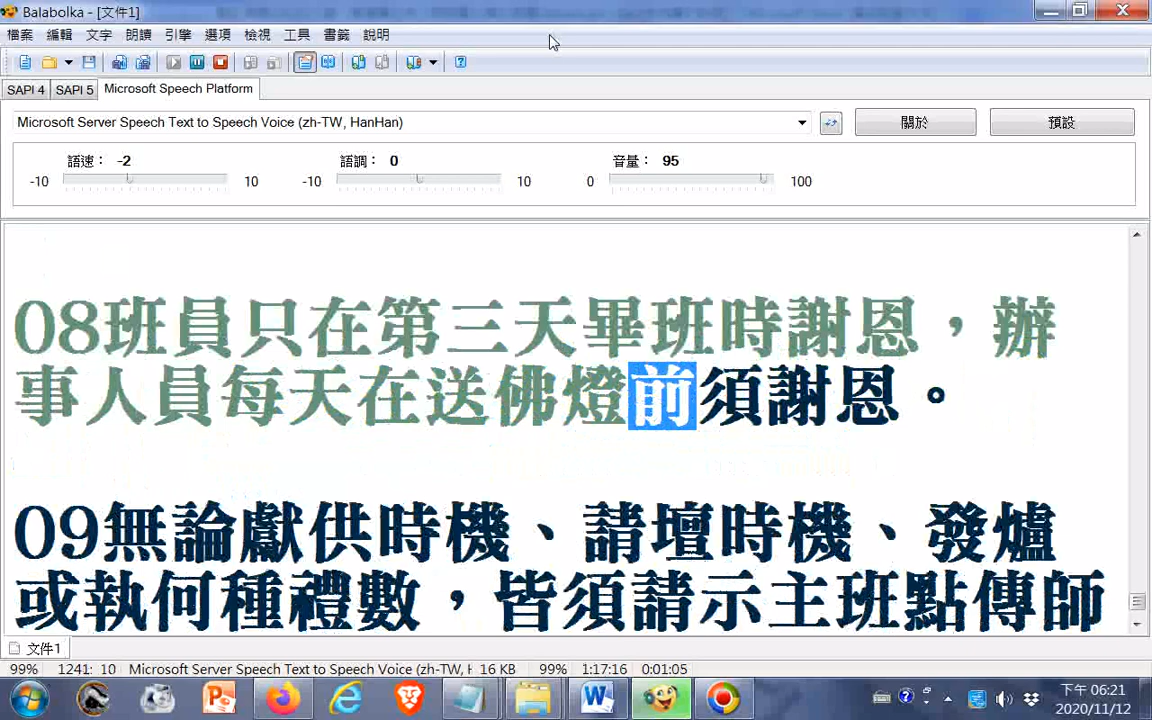 Balabolka - [文件1]
檔案 編輯 文字 朗讀 引擎 選項 檢視 工具 書籤 說明
SAPI 4 SAPI 5 Microsoft Speech Platform
Microsoft Server Speech Text to Speech Voice (zh-TW, HanHan) 關於 預設
語速： -2 語調： 0 音量： 95
-10 10 -10 10 0 100
08班員只在第三天畢班時謝恩，辦
事人員每天在送佛燈前須謝恩。
09無論獻供時機、請壇時機、發爐
或執何種禮數，皆須請示主班點傳師
文件1
99% 1241: 10 Microsoft Server Speech Text to Speech Voice (zh-TW, H 16 KB 99% 1:17:16 0:01:05
下午 06:21
2020/11/12